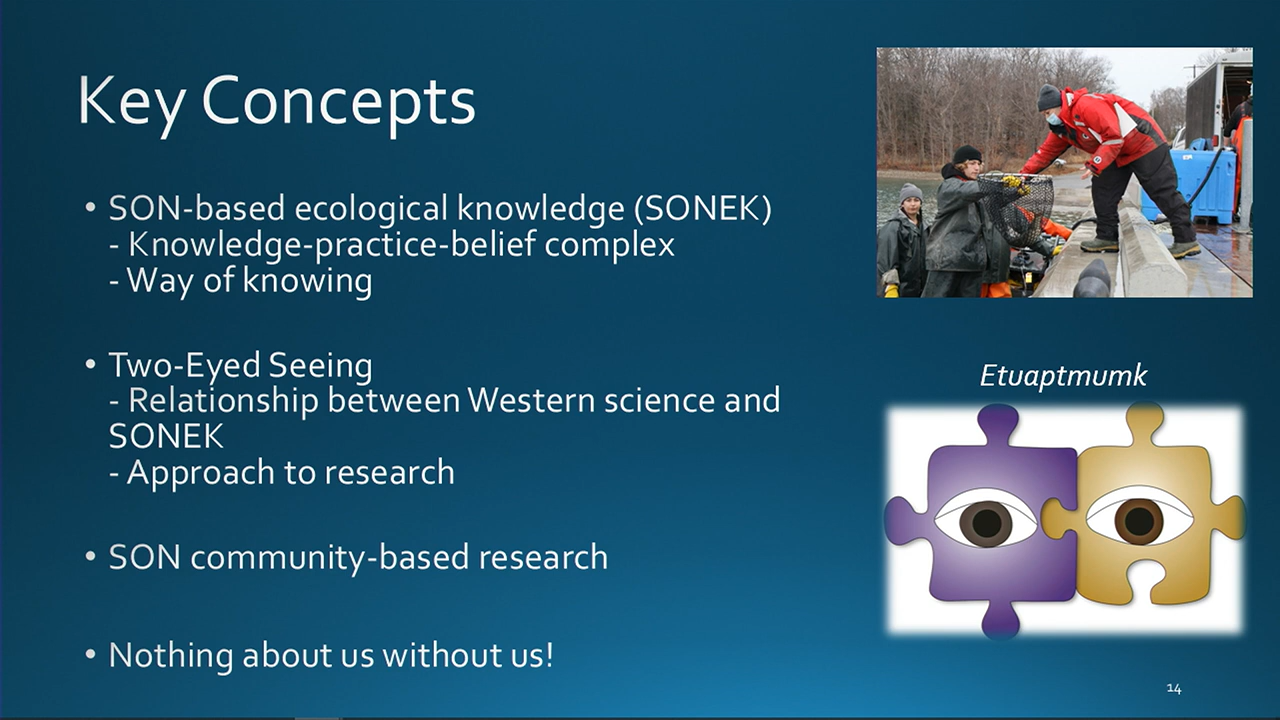 Key Concepts
• SON-based ecological knowledge (SONEK)
- Knowledge-practice-belief complex
- Way of knowing
• Two-Eyed Seeing
- Relationship between Western science and
SONEK
- Approach to research
• SON community-based research
• Nothing about us without us!
Etuaptmumk
14